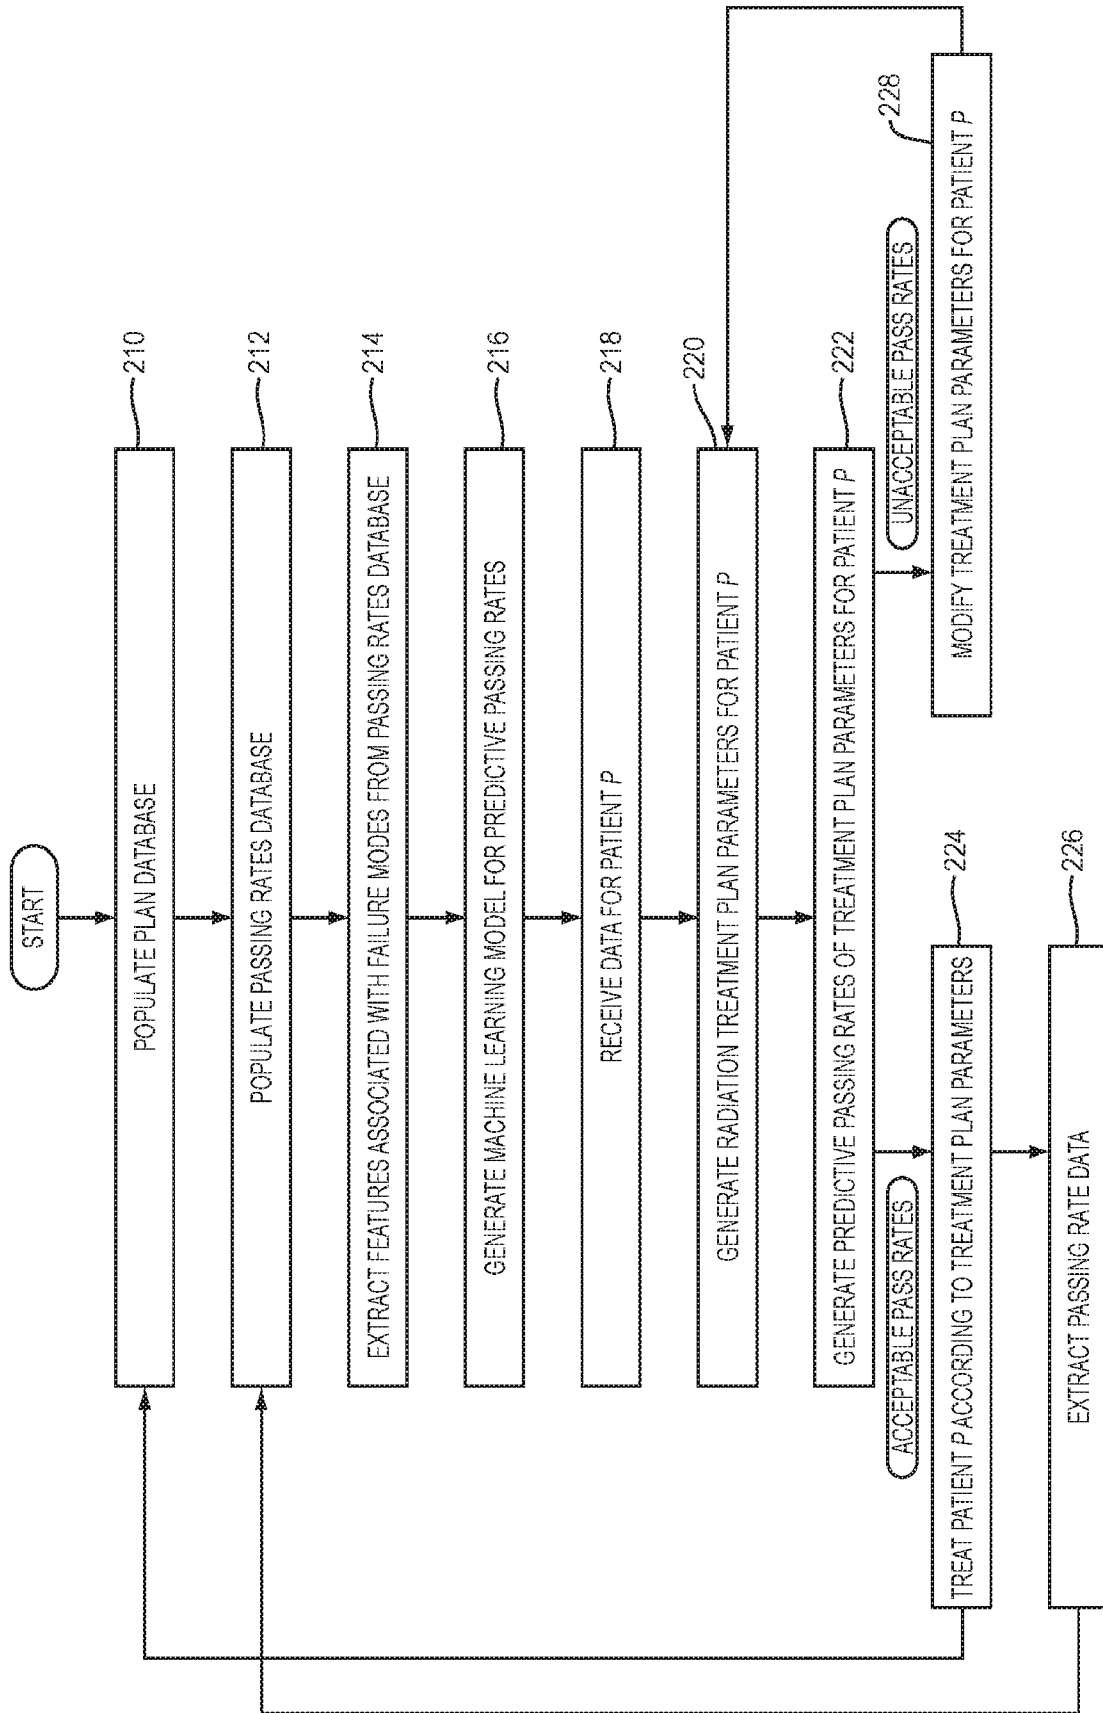 START
POPULATE PLAN DATABASE
210
POPULATE PASSING RATES DATABASE
212
EXTRACT FEATURES ASSOCIATED WITH FAILURE MODES FROM PASSING RATES DATABASE
214
GENERATE MACHINE LEARNING MODEL FOR PREDICTIVE PASSING RATES
216
RECEIVE DATA FOR PATIENT P
218
GENERATE RADIATION TREATMENT PLAN PARAMETERS FOR PATIENT P
220
GENERATE PREDICTIVE PASSING RATES OF TREATMENT PLAN PARAMETERS FOR PATIENT P
222
ACCEPTABLE PASS RATES
UNACCEPTABLE PASS RATES
228
TREAT PATIENT P ACCORDING TO TREATMENT PLAN PARAMETERS
224
MODIFY TREATMENT PLAN PARAMETERS FOR PATIENT P
EXTRACT PASSING RATE DATA
226